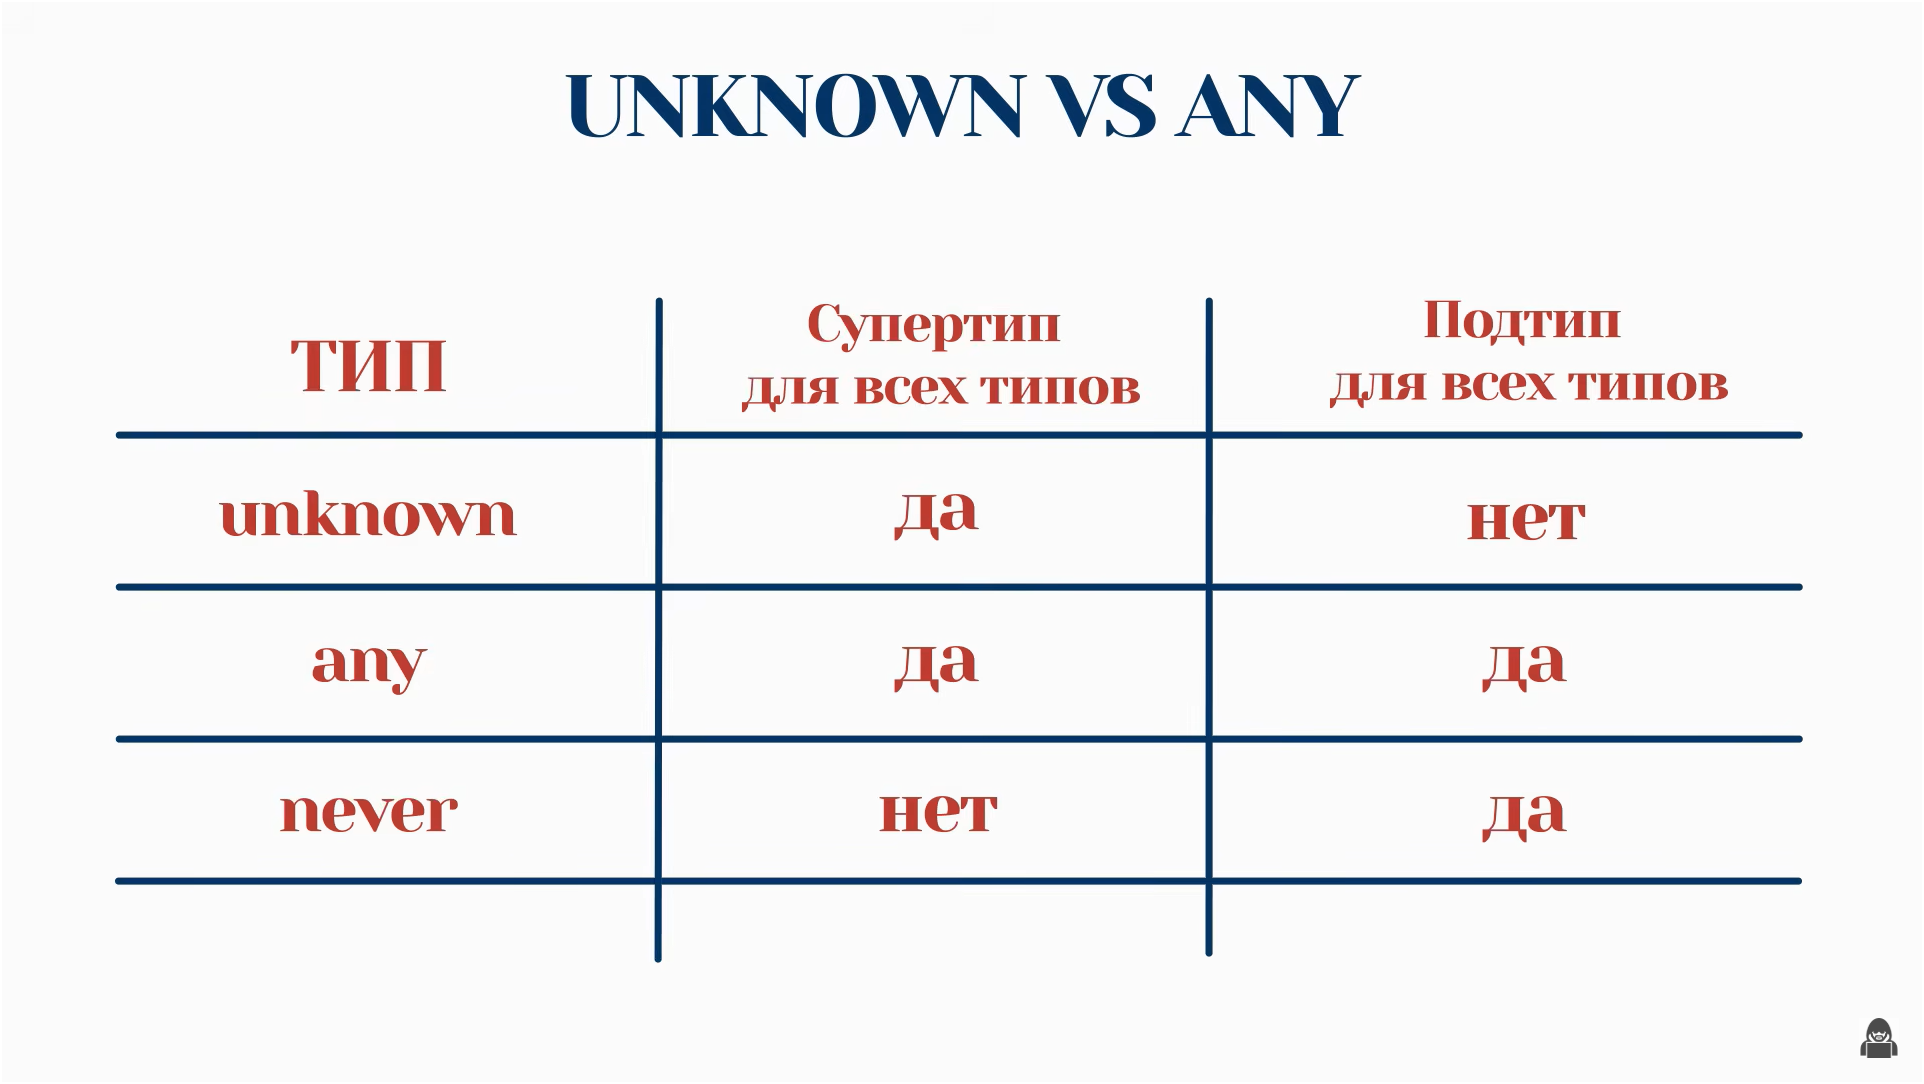 UNKNOWN VS ANY
ТИП
Супертип
для всех типов
Подтип
для всех типов
unknown
да
нет
any
да
да
never
нет
да